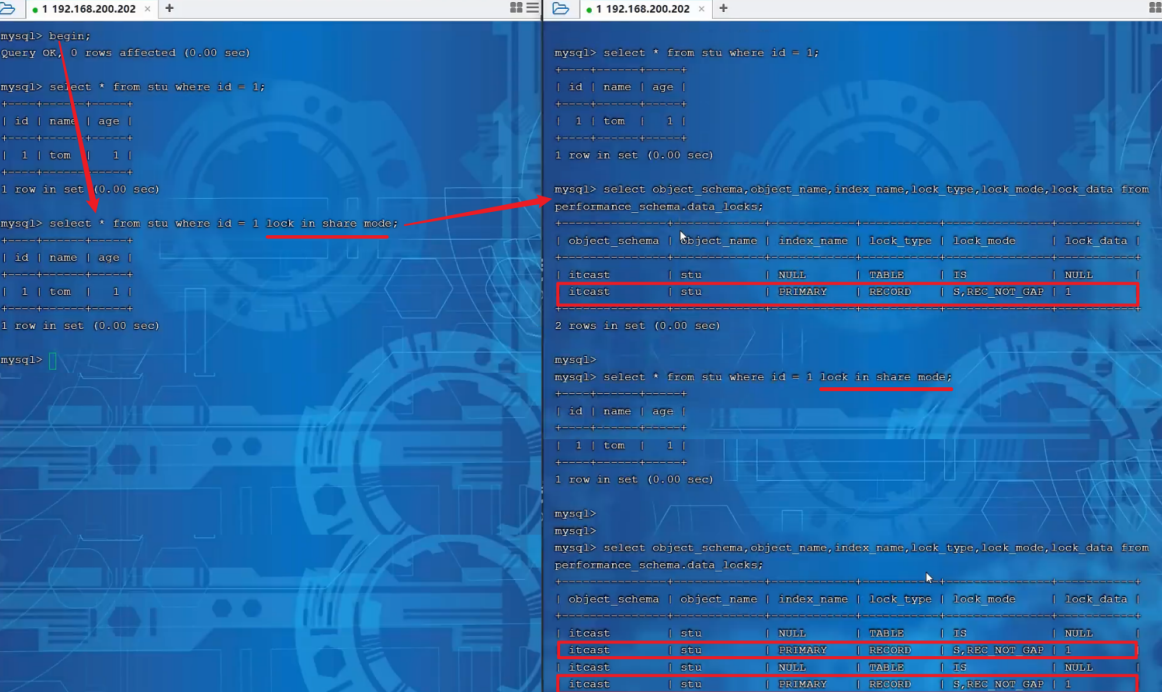 1 192.168.200.202 × +
mysql> begin;
Query OK, 0 rows affected (0.00 sec)
mysql> select * from stu where id = 1;
+----+------+-----+
| id | name | age |
+----+------+-----+
| 1 | tom | 1 |
+----+------+-----+
1 row in set (0.00 sec)
mysql> select * from stu where id = 1 lock in share mode;
+----+------+-----+
| id | name | age |
+----+------+-----+
| 1 | tom | 1 |
+----+------+-----+
1 row in set (0.00 sec)
mysql>
1 192.168.200.202 × +
mysql> select * from stu where id = 1;
+----+------+-----+
| id | name | age |
+----+------+-----+
| 1 | tom | 1 |
+----+------+-----+
1 row in set (0.00 sec)
mysql> select object_schema,object_name,index_name,lock_type,lock_mode,lock_data from
performance_schema.data_locks;
+---------------+-------------+------------+-----------+---------------+-----------+
| object_schema | object_name | index_name | lock_type | lock_mode | lock_data |
+---------------+-------------+------------+-----------+---------------+-----------+
| itcast | stu | NULL | TABLE | IS | NULL |
| itcast | stu | PRIMARY | RECORD | S,REC_NOT_GAP | 1 |
+---------------+-------------+------------+-----------+---------------+-----------+
2 rows in set (0.00 sec)
mysql>
mysql> select * from stu where id = 1 lock in share mode;
+----+------+-----+
| id | name | age |
+----+------+-----+
| 1 | tom | 1 |
+----+------+-----+
1 row in set (0.00 sec)
mysql>
mysql>
mysql> select object_schema,object_name,index_name,lock_type,lock_mode,lock_data from
performance_schema.data_locks;
+---------------+-------------+------------+-----------+---------------+-----------+
| object_schema | object_name | index_name | lock_type | lock_mode | lock_data |
+---------------+-------------+------------+-----------+---------------+-----------+
| itcast | stu | NULL | TABLE | IS | NULL |
| itcast | stu | PRIMARY | RECORD | S,REC_NOT_GAP | 1 |
| itcast | stu | NULL | TABLE | IS | NULL |
| itcast | stu | PRIMARY | RECORD | S,REC_NOT_GAP | 1 |